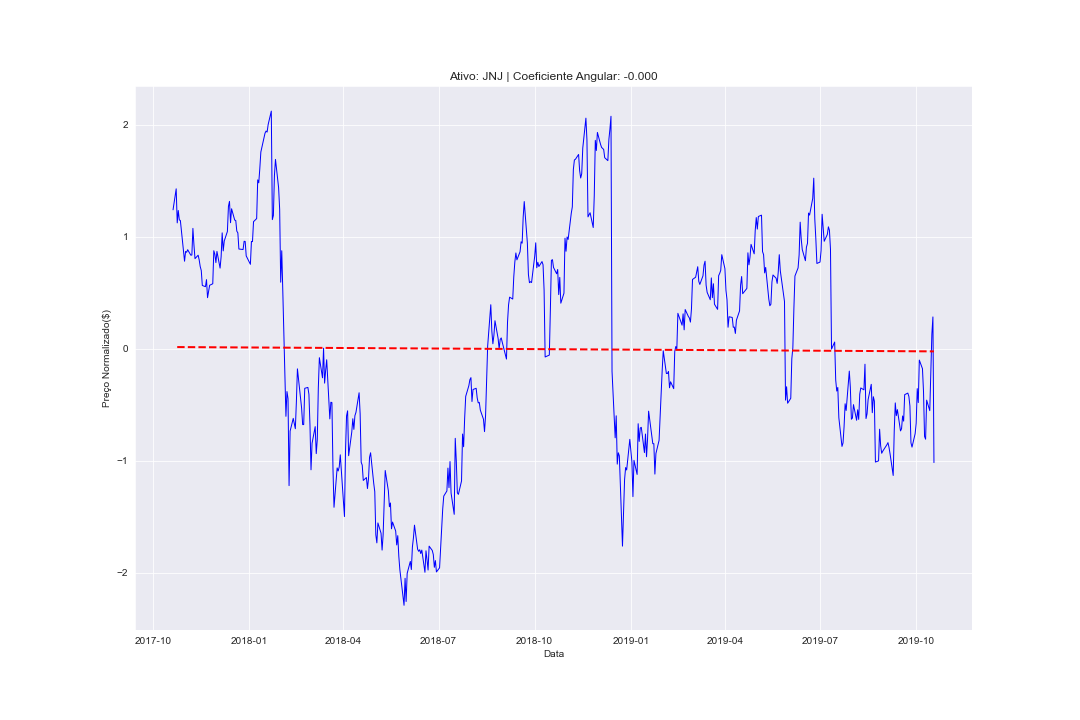 Ativo: JNJ | Coeficiente Angular: -0.000
2
1
0
−1
−2
Preço Normalizado($)
2017-10 2018-01 2018-04 2018-07 2018-10 2019-01 2019-04 2019-07 2019-10
Data